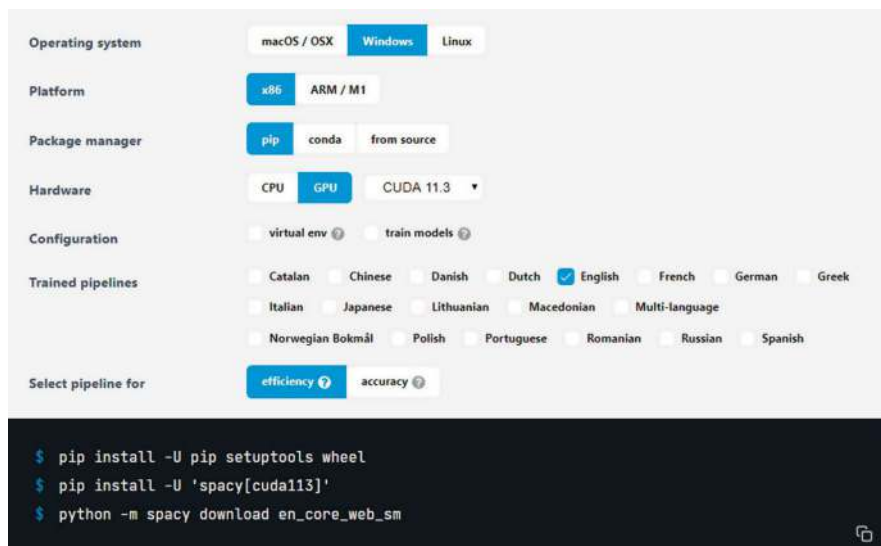 Operating system macOS / OSX Windows Linux
Platform x86 ARM / M1
Package manager pip conda from source
Hardware CPU GPU CUDA 11.3
Configuration virtual env ? train models ?
Trained pipelines Catalan Chinese Danish Dutch English French German Greek
Italian Japanese Lithuanian Macedonian Multi-language
Norwegian Bokmål Polish Portuguese Romanian Russian Spanish
Select pipeline for efficiency ? accuracy ?
$ pip install -U pip setuptools wheel
$ pip install -U 'spacy[cuda113]'
$ python -m spacy download en_core_web_sm